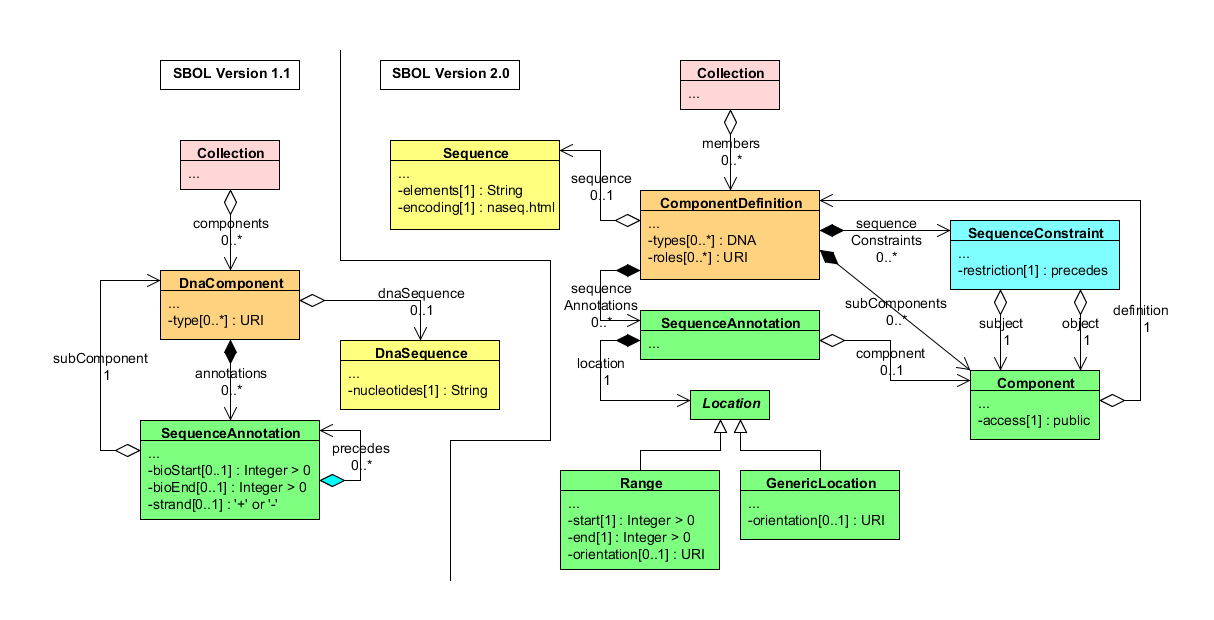 SBOL Version 1.1
Collection
...
components
0..*
DnaComponent
...
-type[0..*] : URI
dnaSequence
0..1
DnaSequence
...
-nucleotides[1] : String
subComponent
1
annotations
0..*
SequenceAnnotation
...
-bioStart[0..1] : Integer > 0
-bioEnd[0..1] : Integer > 0
-strand[0..1] : '+' or '-'
precedes
0..*
SBOL Version 2.0
Collection
...
members
0..*
Sequence
...
-elements[1] : String
-encoding[1] : naseq.html
sequence
0..1
ComponentDefinition
...
-types[0..*] : DNA
-roles[0..*] : URI
sequence
Constraints
0..*
SequenceConstraint
...
-restriction[1] : precedes
sequence
Annotations
0..*
SequenceAnnotation
...
subComponents
0..*
subject
1
object
1
definition
1
location
1
component
0..1
Component
...
-access[1] : public
Location
Range
...
-start[1] : Integer > 0
-end[1] : Integer > 0
-orientation[0..1] : URI
GenericLocation
...
-orientation[0..1] : URI